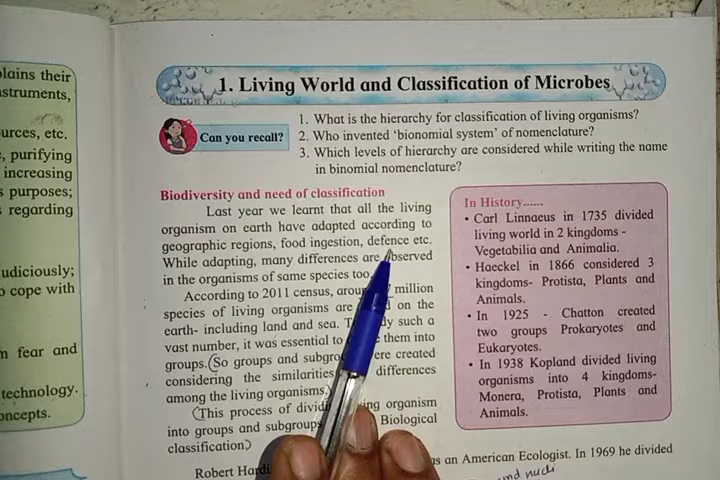 plains their
struments,
urces, etc.
, purifying
increasing
s purposes;
regarding
udiciously;
o cope with
m fear and
technology.
oncepts.
1. Living World and Classification of Microbes
Can you recall?
1. What is the hierarchy for classification of living organisms?
2. Who invented ‘bionomial system’ of nomenclature?
3. Which levels of hierarchy are considered while writing the name
in binomial nomenclature?
Biodiversity and need of classification
Last year we learnt that all the living
organism on earth have adapted according to
geographic regions, food ingestion, defence etc.
While adapting, many differences are observed
in the organisms of same species too.
According to 2011 census, arou million
species of living organisms are on the
earth- including land and sea. T dy such a
vast number, it was essential to e them into
groups. (So groups and subgro ere created
considering the similarities differences
among the living organisms.)
(This process of divid ing organism
into groups and subgroups Biological
classification)
Robert Har as an American Ecologist. In 1969 he divided
In History......
• Carl Linnaeus in 1735 divided
living world in 2 kingdoms -
Vegetabilia and Animalia.
• Haeckel in 1866 considered 3
kingdoms- Protista, Plants and
Animals.
• In 1925 - Chatton created
two groups Prokaryotes and
Eukaryotes.
• In 1938 Kopland divided living
organisms into 4 kingdoms-
Monera, Protista, Plants and
Animals.